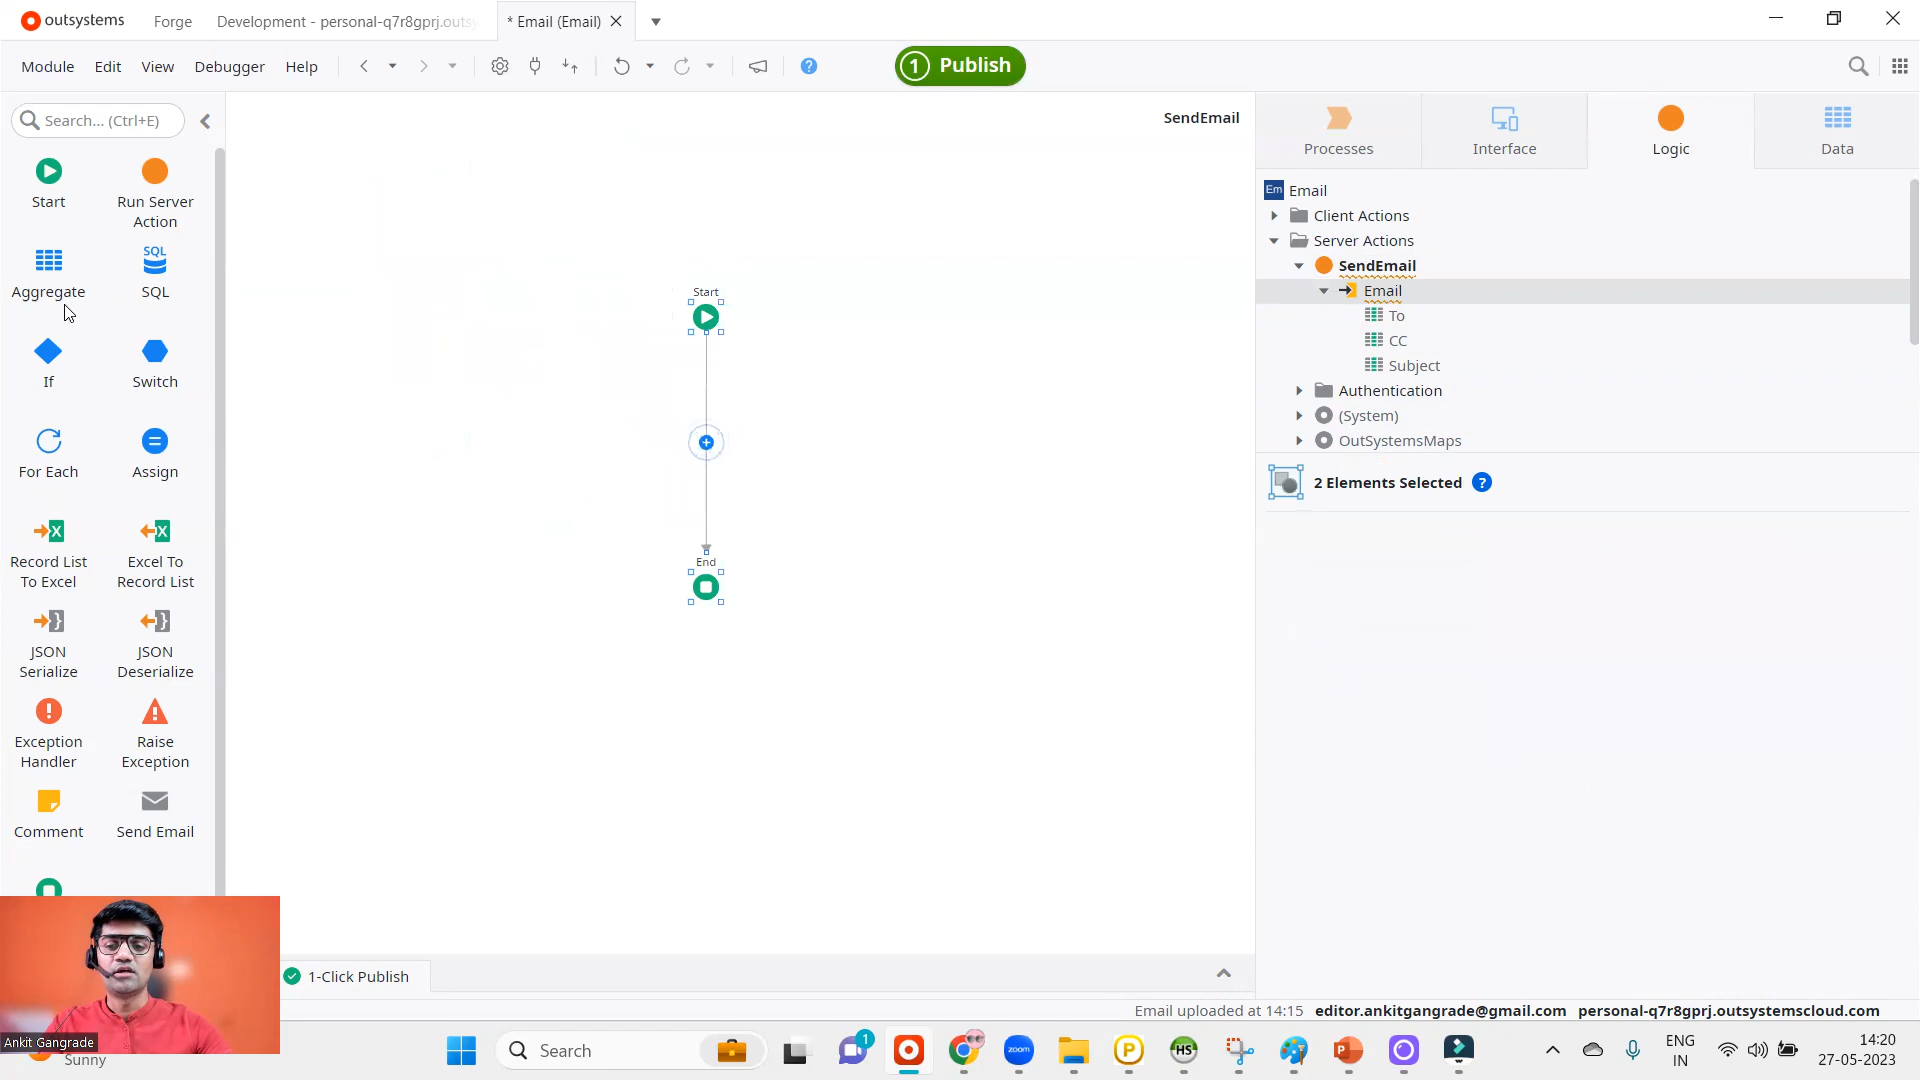 outsystems Forge Development - personal-q7r8gprj.outsy * Email (Email)
Module Edit View Debugger Help 1 Publish
Search... (Ctrl+E)
SendEmail
Processes Interface Logic Data
Start
Run Server
Action
Aggregate
SQL
SQL
If
Switch
For Each
Assign
Record List
To Excel
Excel To
Record List
JSON
Serialize
JSON
Deserialize
Exception
Handler
Raise
Exception
Comment
Send Email
Start
End
Em Email
Client Actions
Server Actions
SendEmail
Email
To
CC
Subject
Authentication
(System)
OutSystemsMaps
2 Elements Selected ?
1-Click Publish
Email uploaded at 14:15 editor.ankitgangrade@gmail.com personal-q7r8gprj.outsystemscloud.com
Ankit Gangrade
Sunny
Search
1
zoom
P
HS
P
ENG
IN
14:20
27-05-2023